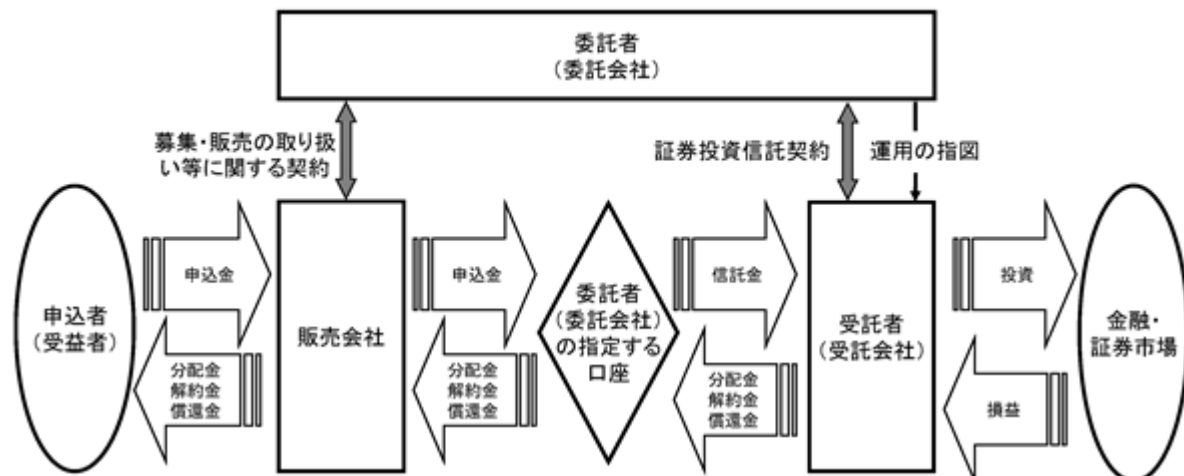 委託者
（委託会社）
募集・販売の取り扱
い等に関する契約
証券投資信託契約
運用の指図
申込者
（受益者）
申込金
分配金
解約金
償還金
販売会社
申込金
分配金
解約金
償還金
委託者
（委託会社）
の指定する
口座
信託金
分配金
解約金
償還金
受託者
（受託会社）
投資
損益
金融・
証券市場